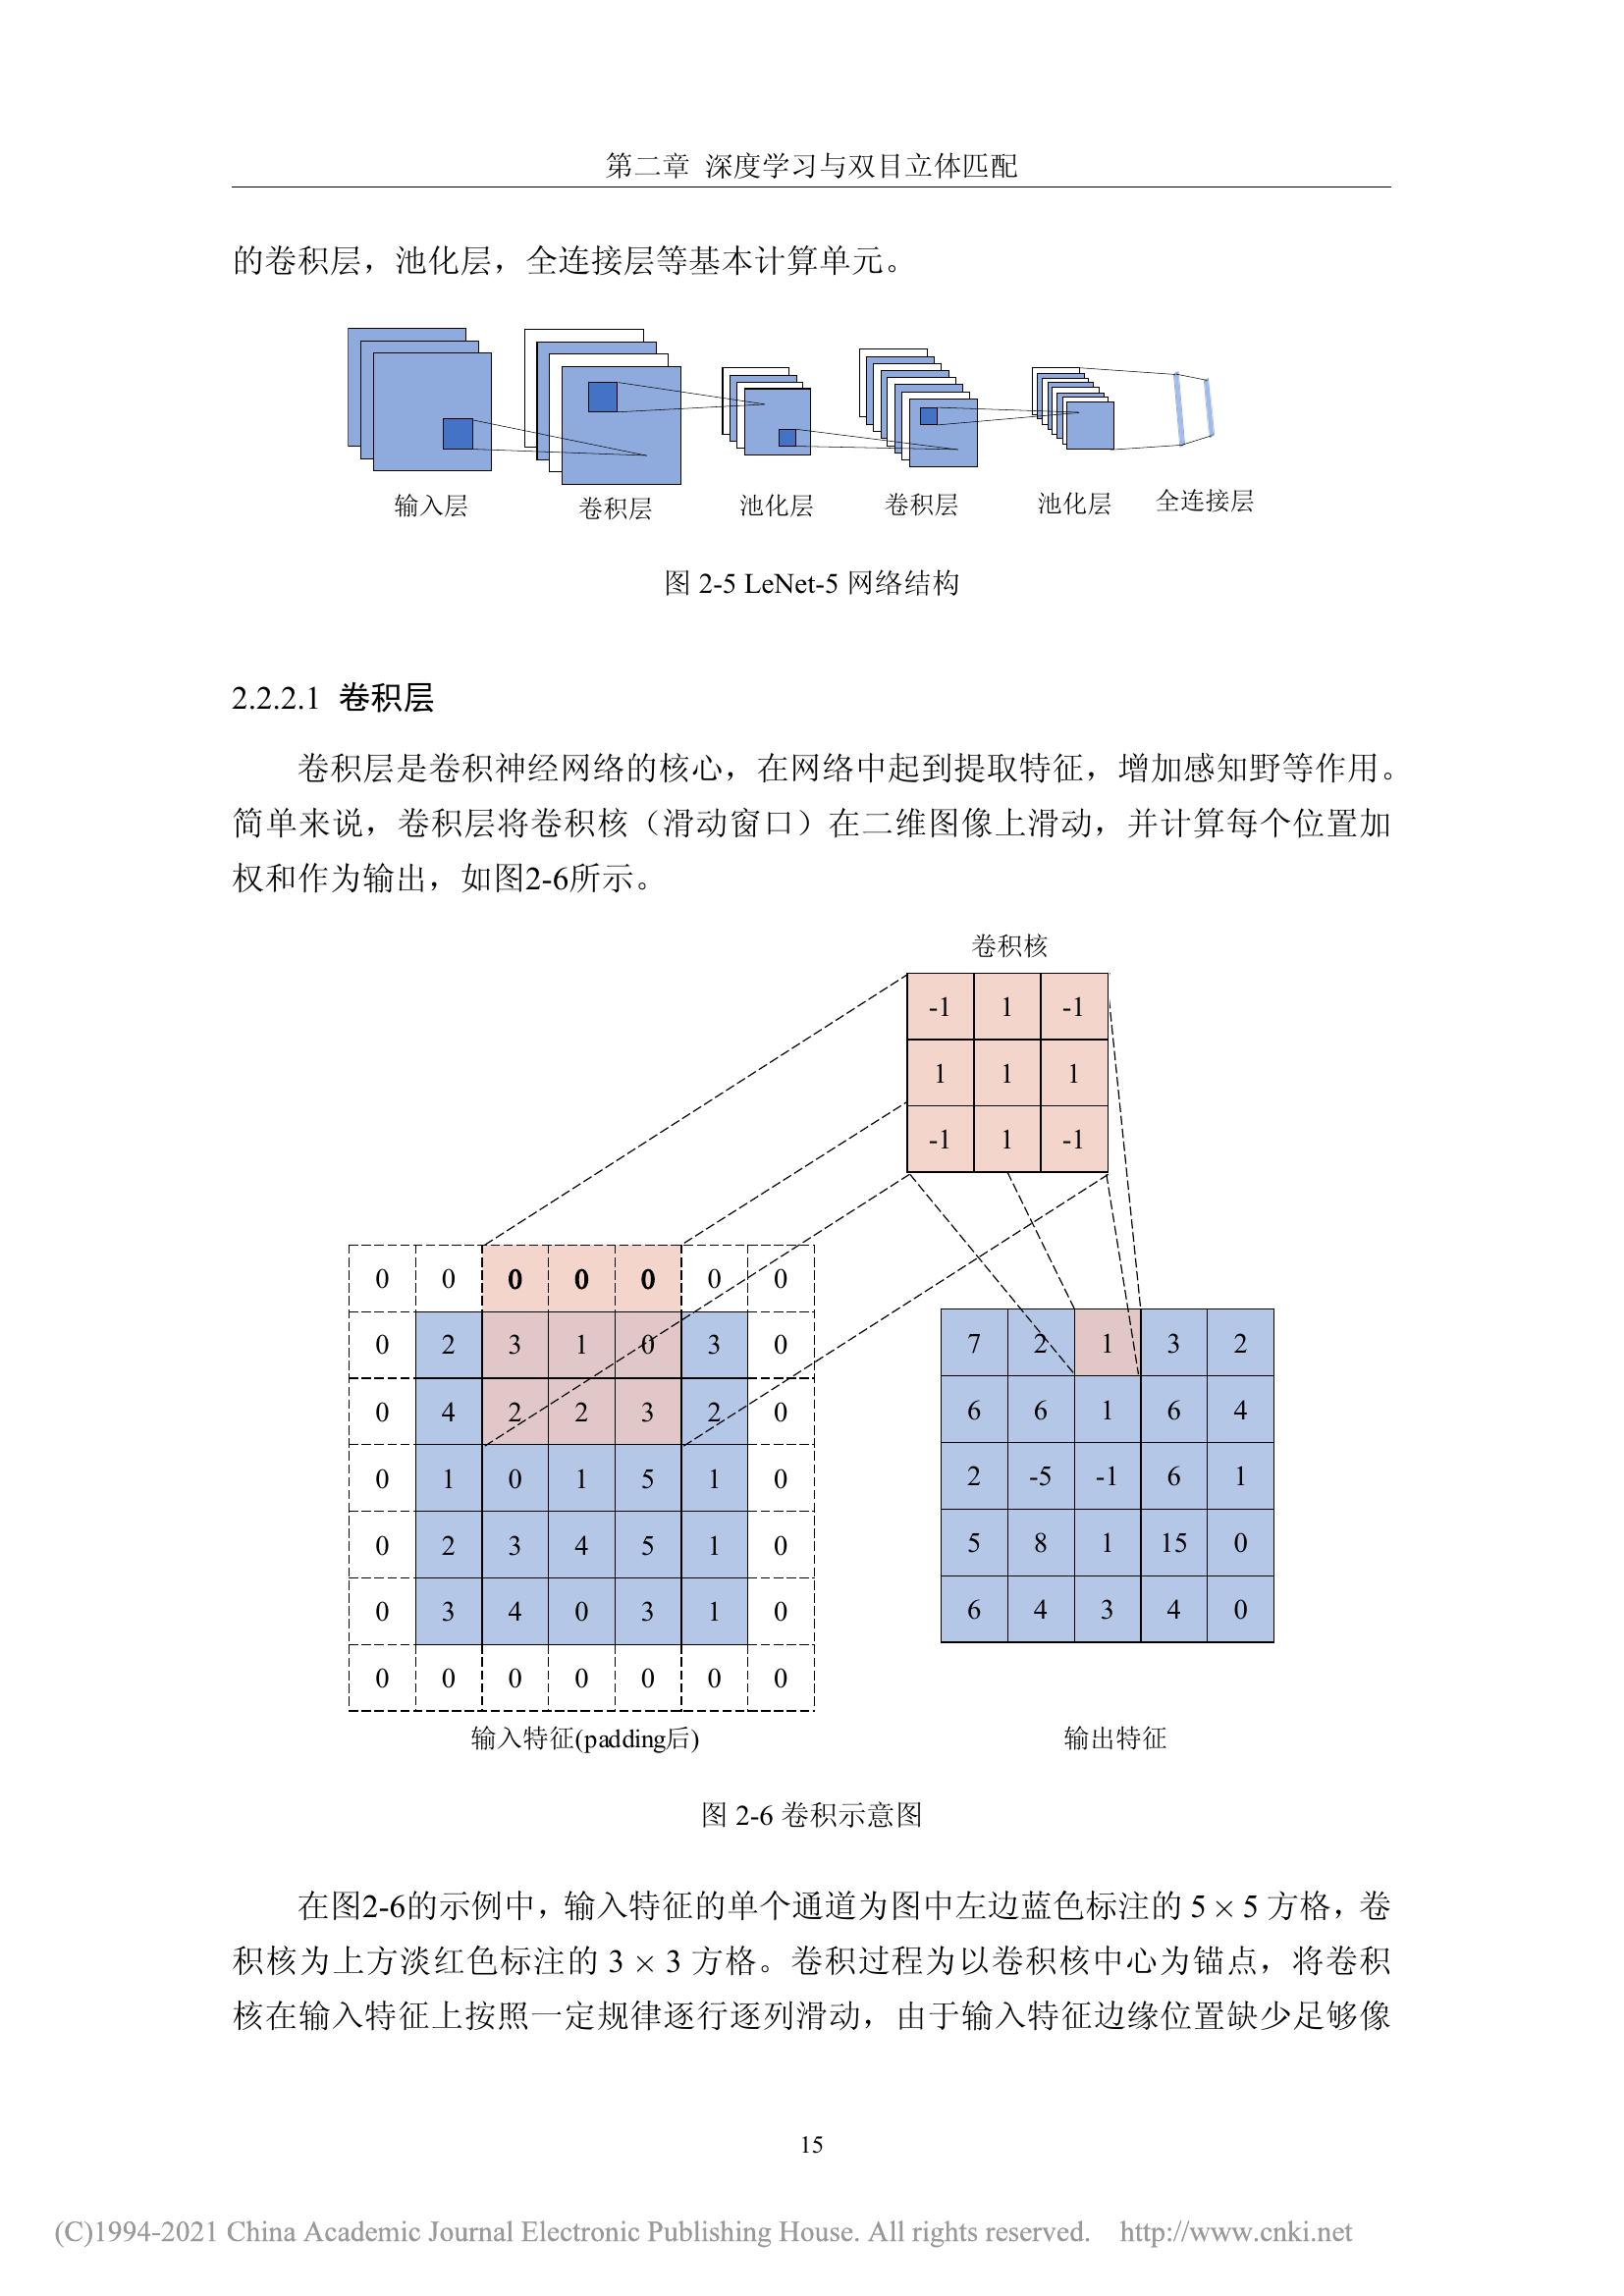 第二章 深度学习与双目立体匹配
的卷积层，池化层，全连接层等基本计算单元。
输入层 卷积层 池化层 卷积层 池化层 全连接层
图 2-5 LeNet-5 网络结构
2.2.2.1 卷积层
卷积层是卷积神经网络的核心，在网络中起到提取特征，增加感知野等作用。
简单来说，卷积层将卷积核（滑动窗口）在二维图像上滑动，并计算每个位置加
权和作为输出，如图2-6所示。
卷积核
-1 1 -1
1 1 1
-1 1 -1
0 0 0 0 0 0 0
0 2 3 1 0 3 0
0 4 2 2 3 2 0
0 1 0 1 5 1 0
0 2 3 4 5 1 0
0 3 4 0 3 1 0
0 0 0 0 0 0 0
输入特征(padding后)
7 2 1 3 2
6 6 1 6 4
2 -5 -1 6 1
5 8 1 15 0
6 4 3 4 0
输出特征
图 2-6 卷积示意图
在图2-6的示例中，输入特征的单个通道为图中左边蓝色标注的 5 × 5 方格，卷
积核为上方淡红色标注的 3 × 3 方格。卷积过程为以卷积核中心为锚点，将卷积
核在输入特征上按照一定规律逐行逐列滑动，由于输入特征边缘位置缺少足够像
15
(C)1994-2021 China Academic Journal Electronic Publishing House. All rights reserved. http://www.cnki.net